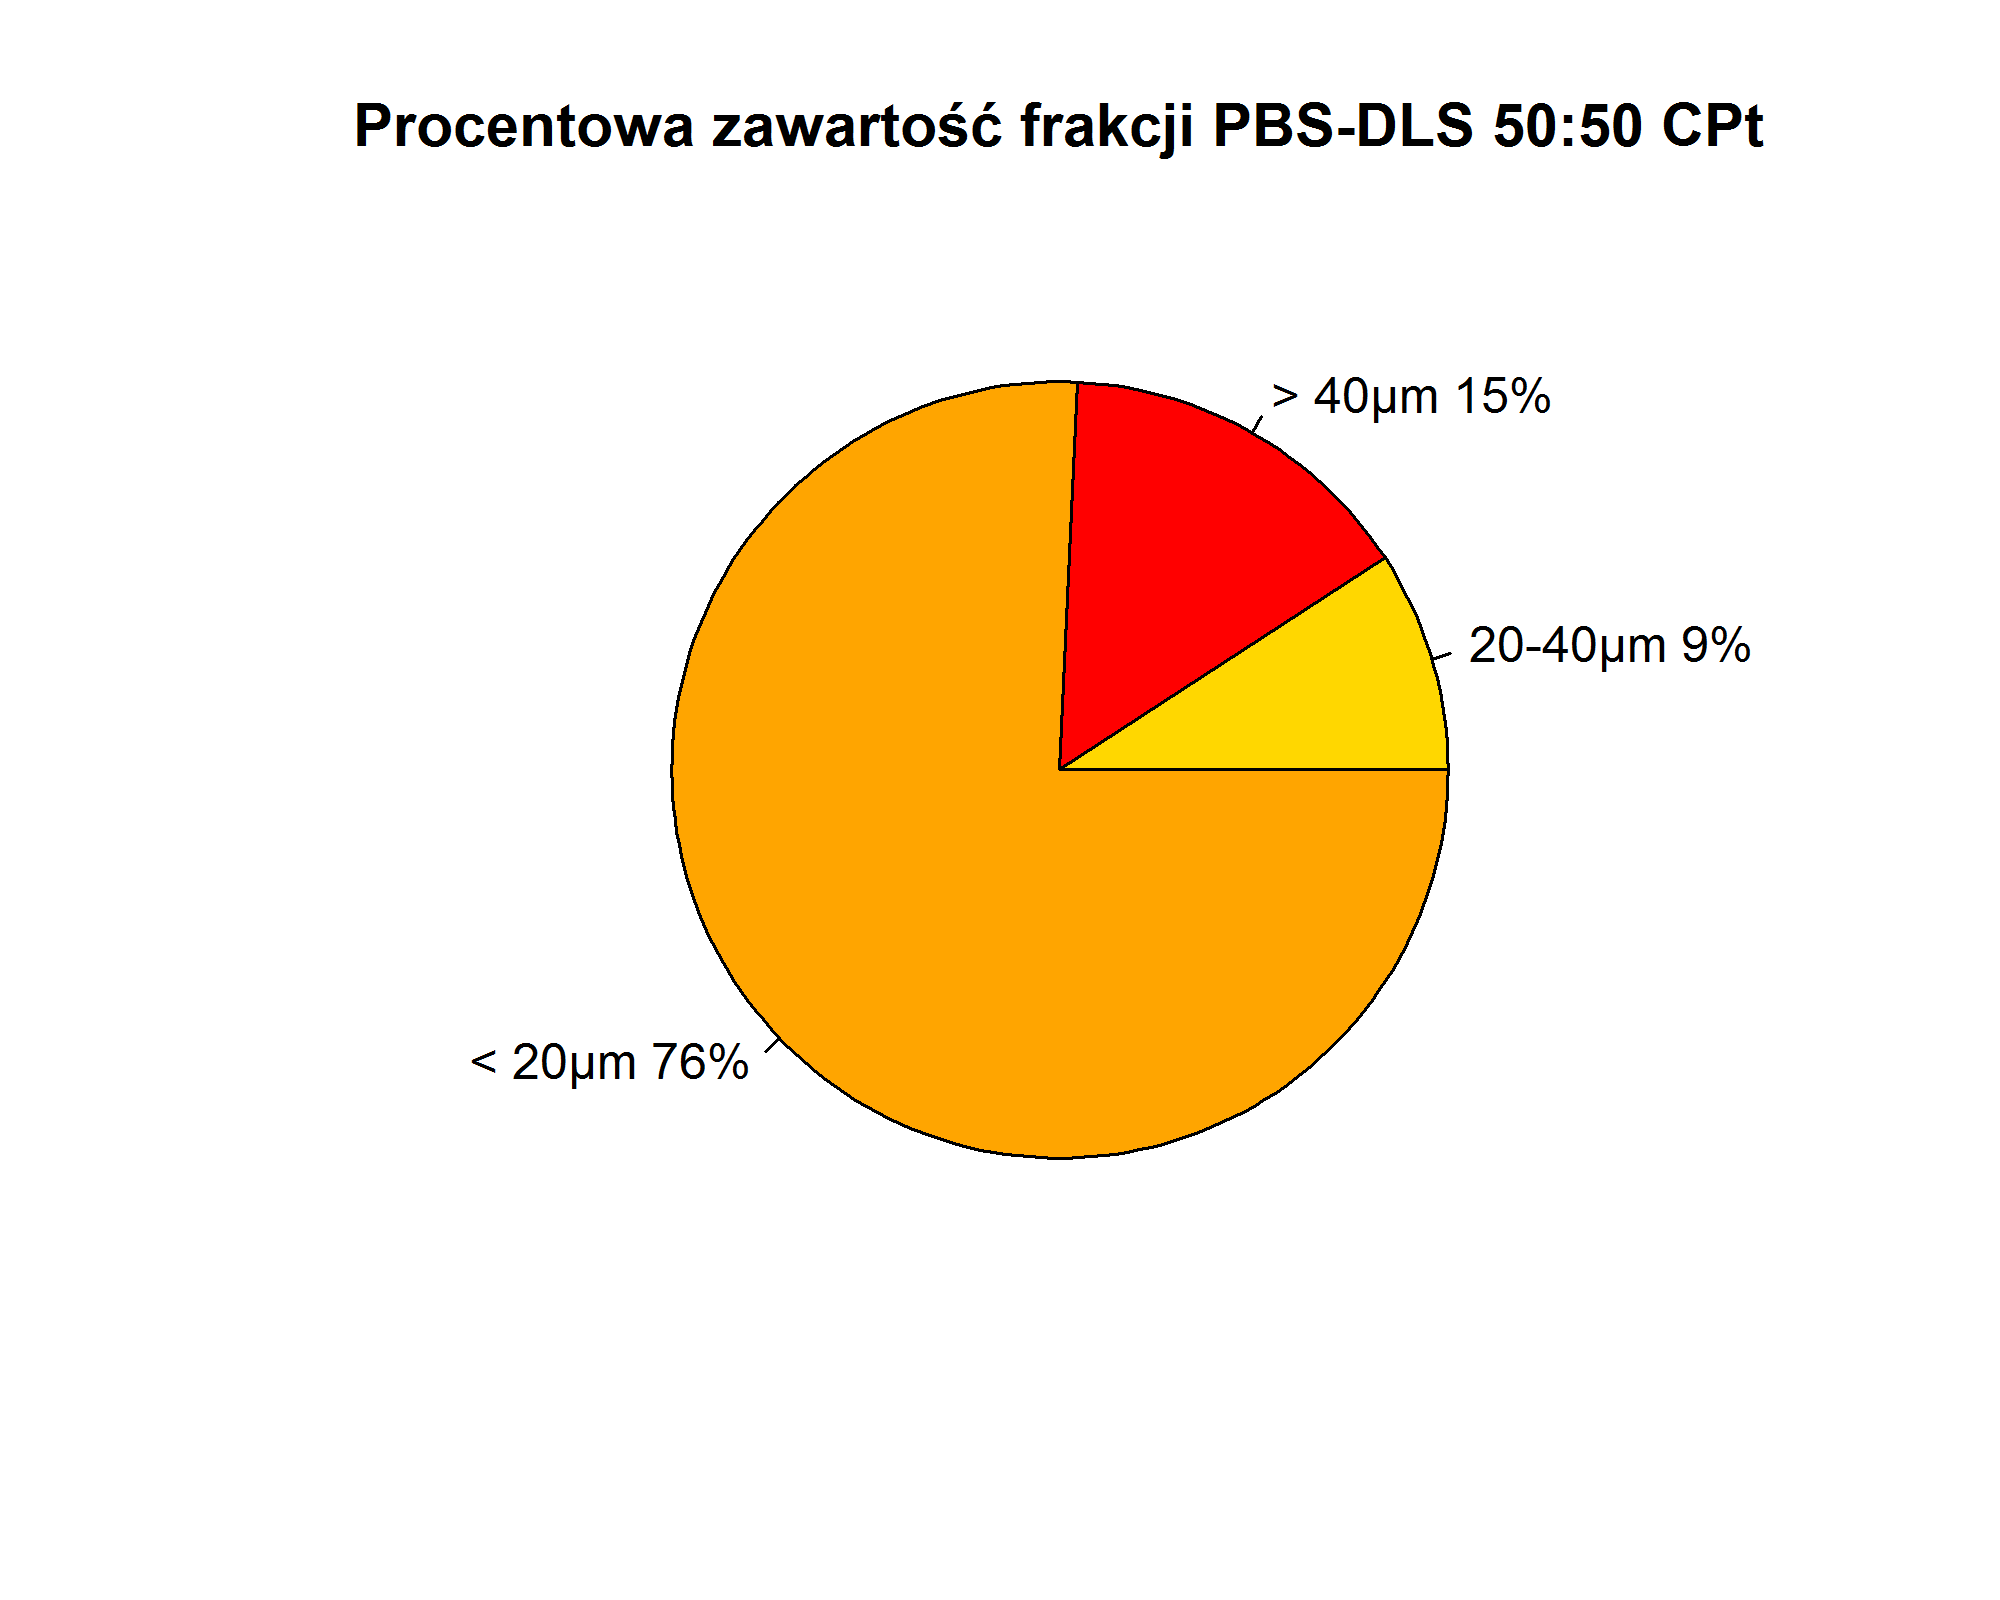 Procentowa zawartość frakcji PBS-DLS 50:50 CPt
> 40µm 15%
20-40µm 9%
< 20µm 76%